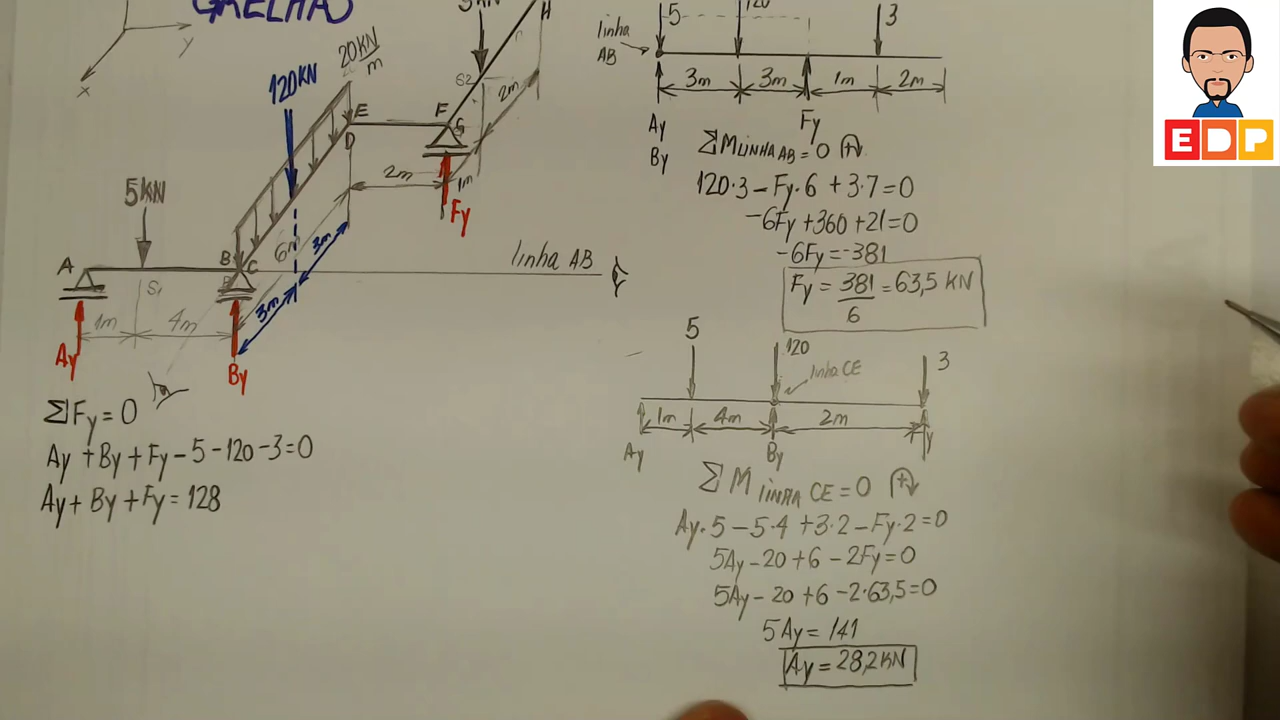 GRELHAS
y
x
3KN
H
20KN/m
120KN
E
D
F
G
S2
2m
1m
2m
Fy
5KN
A
B
C
B
S1
6m
3m
3m
linha AB
1m
4m
Ay
By
ΣFy = 0
Ay + By + Fy - 5 - 120 - 3 = 0
Ay + By + Fy = 128
linha
AB
5
120
3
3m
3m
1m
2m
Ay
By
Fy
ΣM LINHA AB = 0
120·3 - Fy·6 + 3·7 = 0
-6Fy + 360 + 21 = 0
-6Fy = -381
Fy = 381/6 = 63,5 KN
5
120
linha CE
3
1m
4m
2m
Ay
By
Fy
ΣM LINHA CE = 0
Ay·5 - 5·4 + 3·2 - Fy·2 = 0
5Ay - 20 + 6 - 2Fy = 0
5Ay - 20 + 6 - 2·63,5 = 0
5Ay = 141
Ay = 28,2KN
EDP